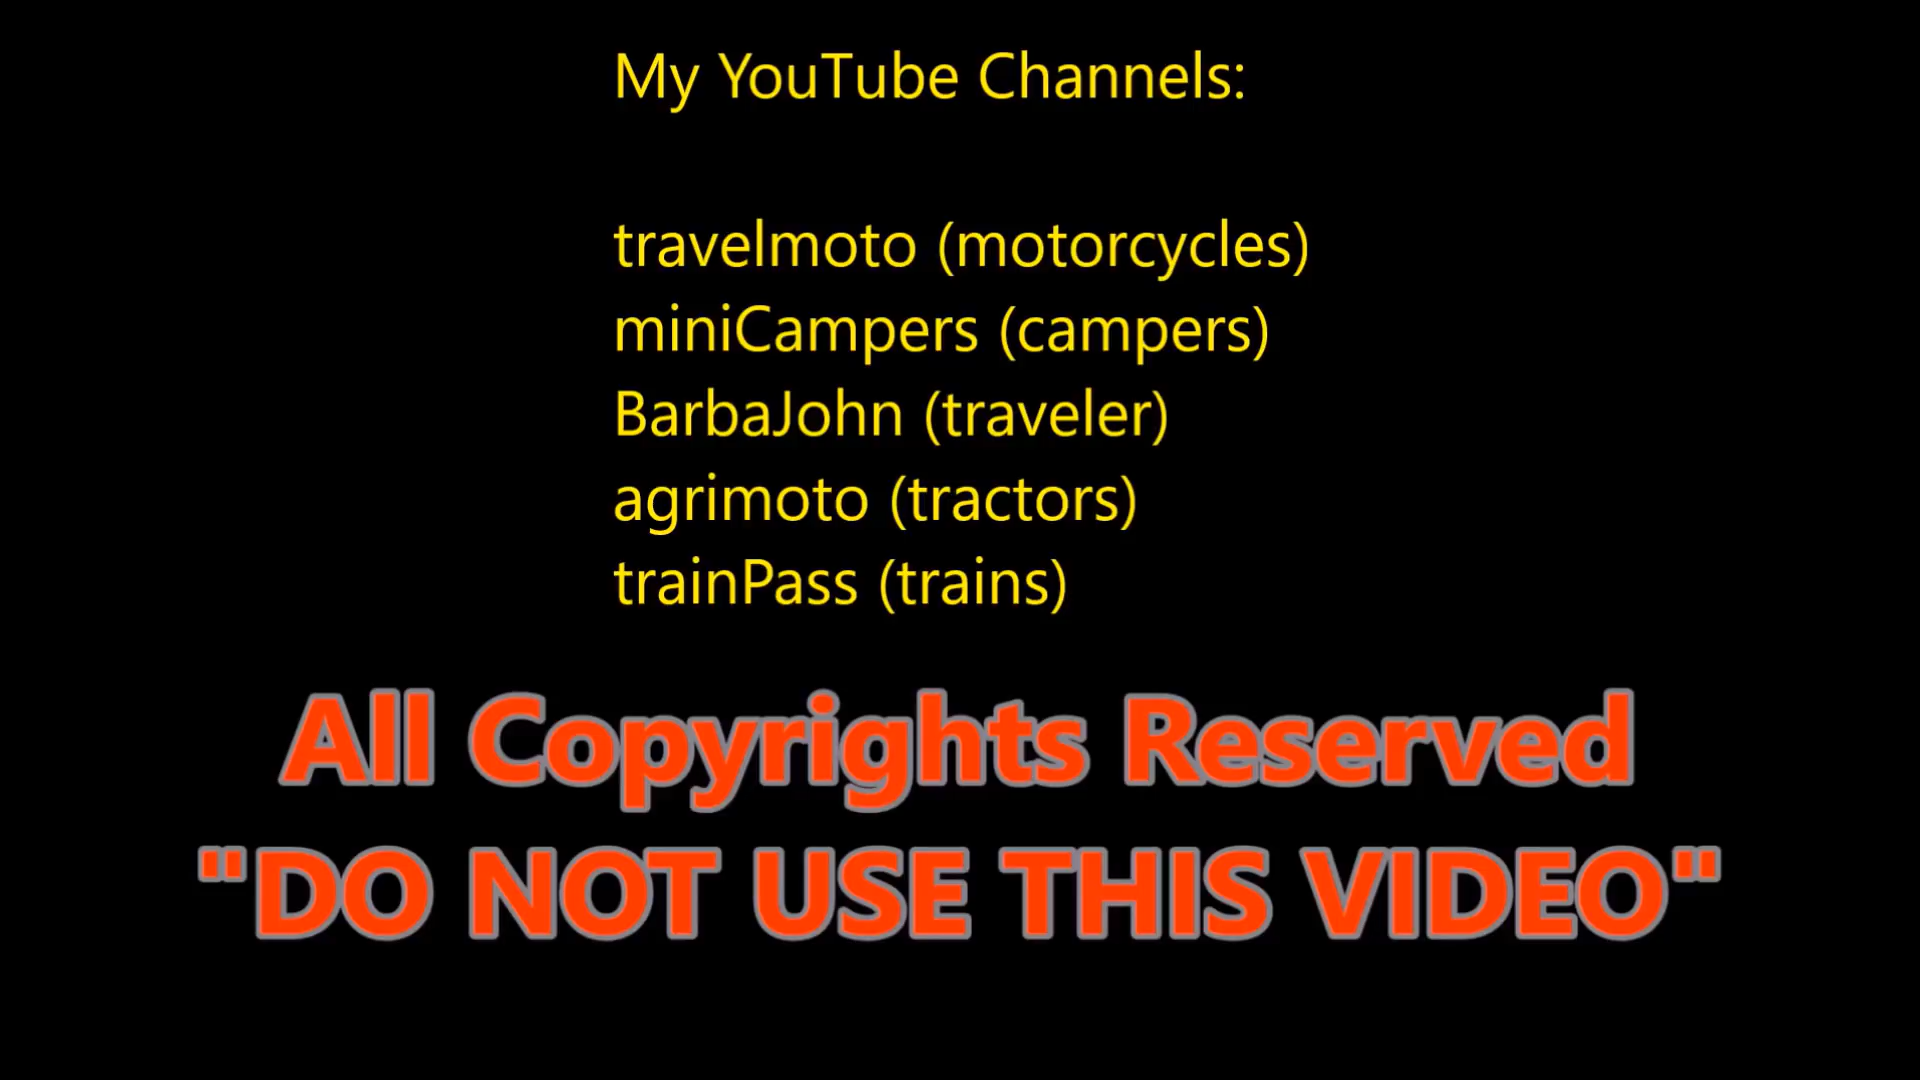 My YouTube Channels:
travelmoto (motorcycles)
miniCampers (campers)
BarbaJohn (traveler)
agrimoto (tractors)
trainPass (trains)
All Copyrights Reserved
"DO NOT USE THIS VIDEO"